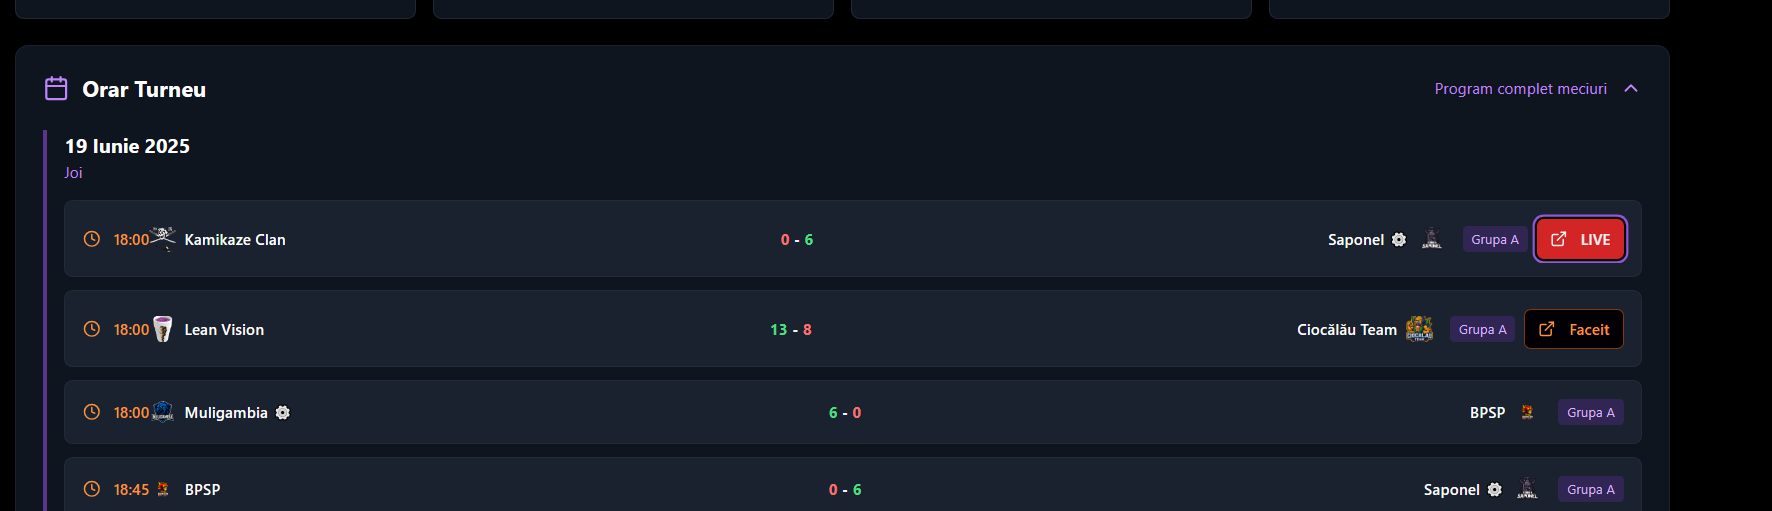 Orar Turneu
Program complet meciuri
19 Iunie 2025
Joi
18:00 Kamikaze Clan 0 - 6 Saponel Grupa A LIVE
18:00 Lean Vision 13 - 8 Ciocălău Team Grupa A Faceit
18:00 Muligambia 6 - 0 BPSP Grupa A
18:45 BPSP 0 - 6 Saponel Grupa A